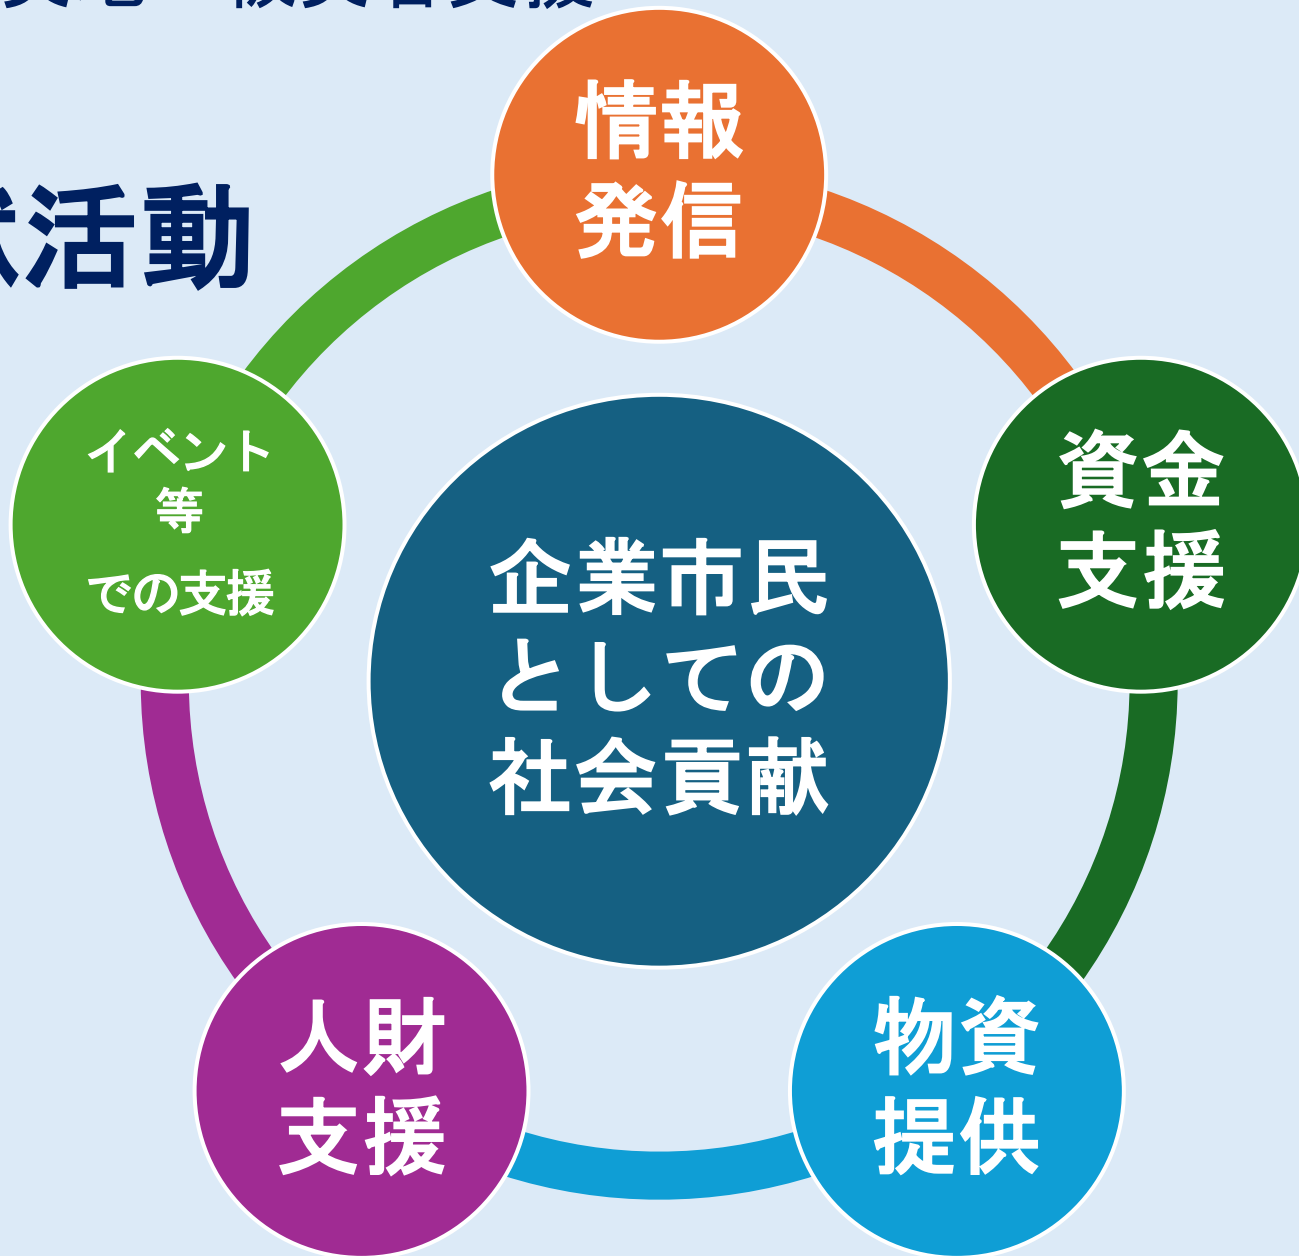 献活動
情報
発信
資金
支援
イベント
等
での支援
企業市民
としての
社会貢献
人財
支援
物資
提供